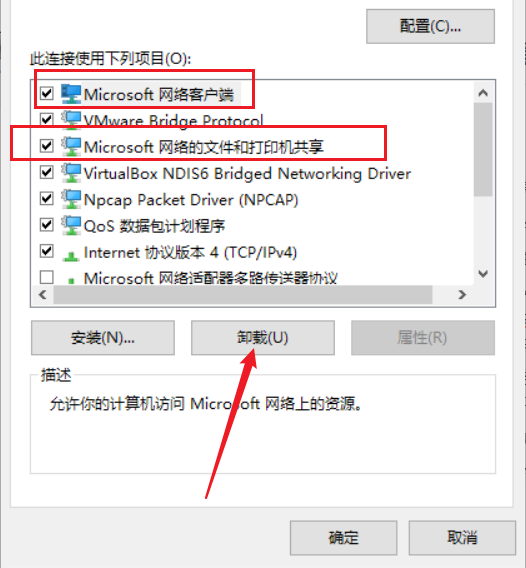 配置(C)...
此连接使用下列项目(O):
Microsoft 网络客户端
VMware Bridge Protocol
Microsoft 网络的文件和打印机共享
VirtualBox NDIS6 Bridged Networking Driver
Npcap Packet Driver (NPCAP)
QoS 数据包计划程序
Internet 协议版本 4 (TCP/IPv4)
Microsoft 网络适配器多路传送器协议
安装(N)... 卸载(U) 属性(R)
描述
允许你的计算机访问 Microsoft 网络上的资源。
确定 取消